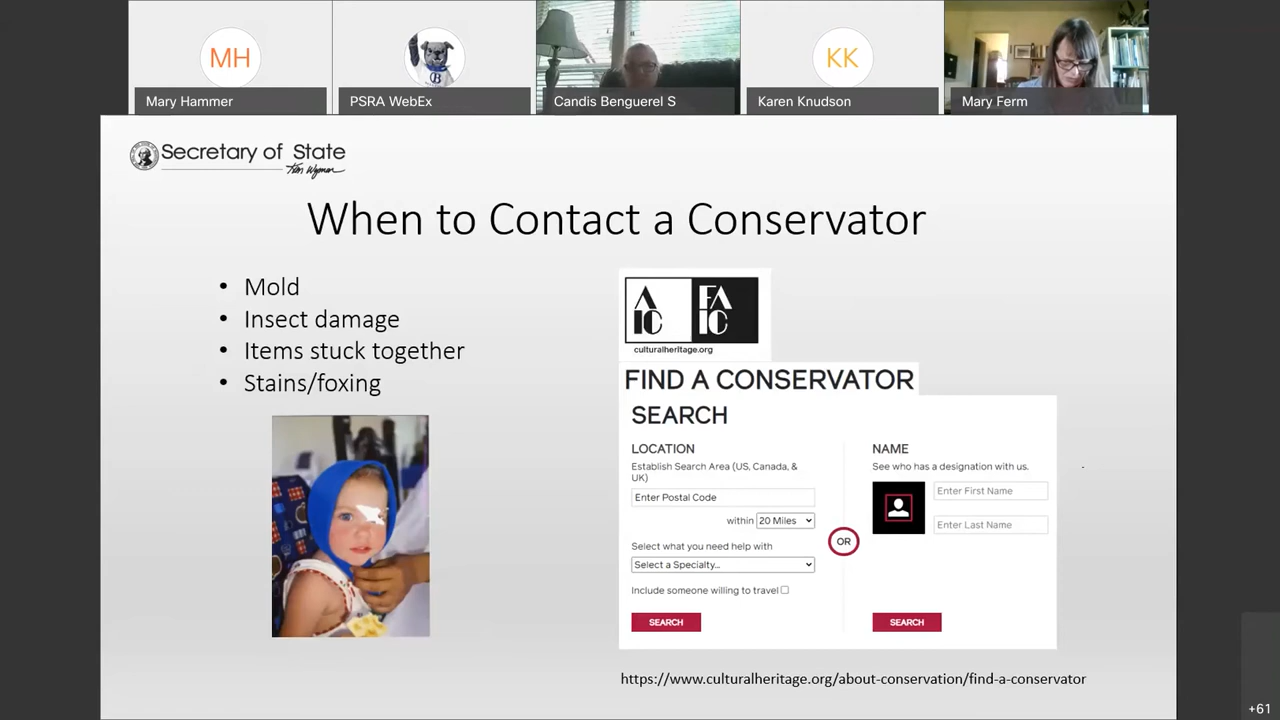 MH
KK
Mary Hammer
PSRA WebEx
Candis Benguerel S
Karen Knudson
Mary Ferm
Secretary of State
Kim Wyman
When to Contact a Conservator
• Mold
• Insect damage
• Items stuck together
• Stains/foxing
AIC FAIC
culturalheritage.org
FIND A CONSERVATOR
SEARCH
LOCATION
Establish Search Area (US, Canada, &
UK)
Enter Postal Code
within 20 Miles
Select what you need help with
Select a Specialty...
Include someone willing to travel
SEARCH
OR
NAME
See who has a designation with us.
Enter First Name
Enter Last Name
SEARCH
https://www.culturalheritage.org/about-conservation/find-a-conservator
+61